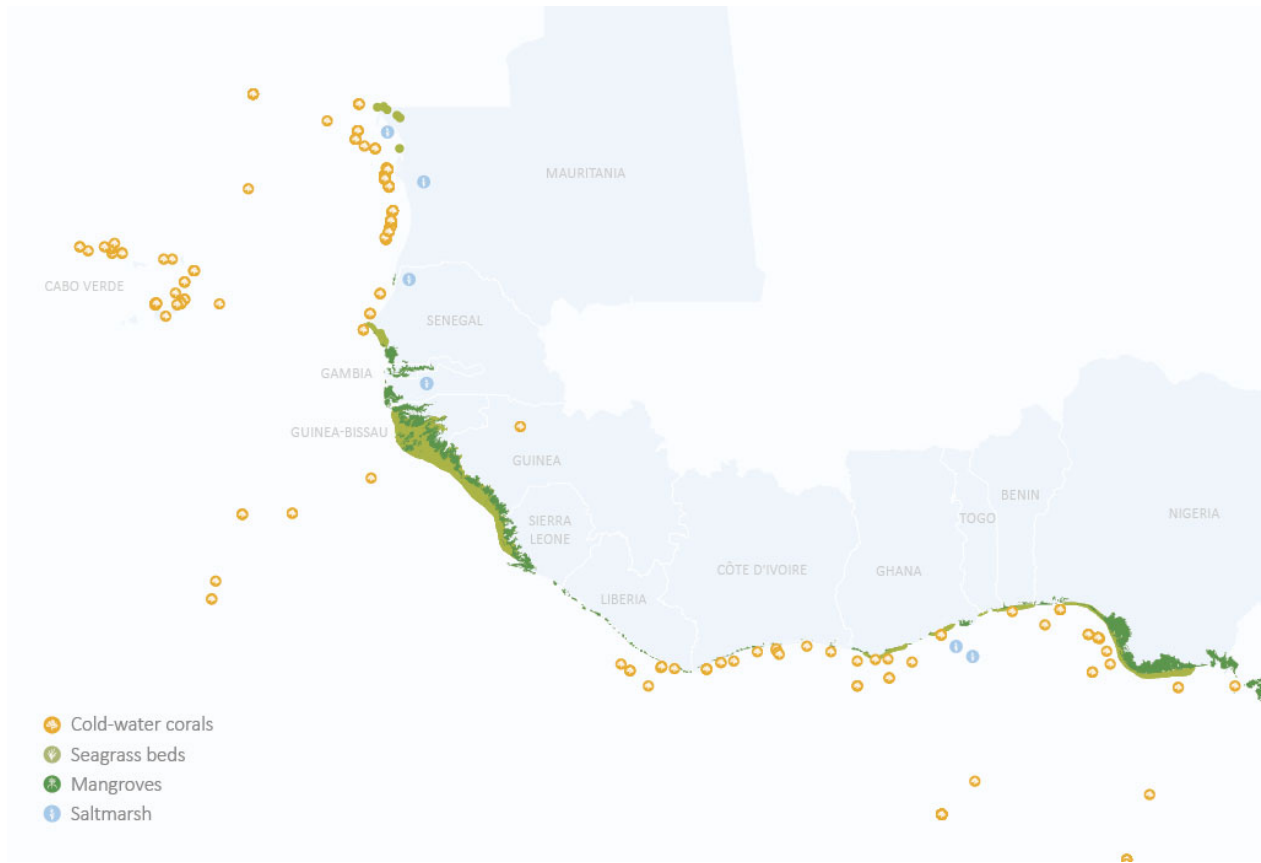 MAURITANIA
CABO VERDE
SENEGAL
GAMBIA
GUINEA-BISSAU
GUINEA
SIERRA
LEONE
LIBERIA
CÔTE D'IVOIRE
GHANA
TOGO
BENIN
NIGERIA
Cold-water corals
Seagrass beds
Mangroves
Saltmarsh